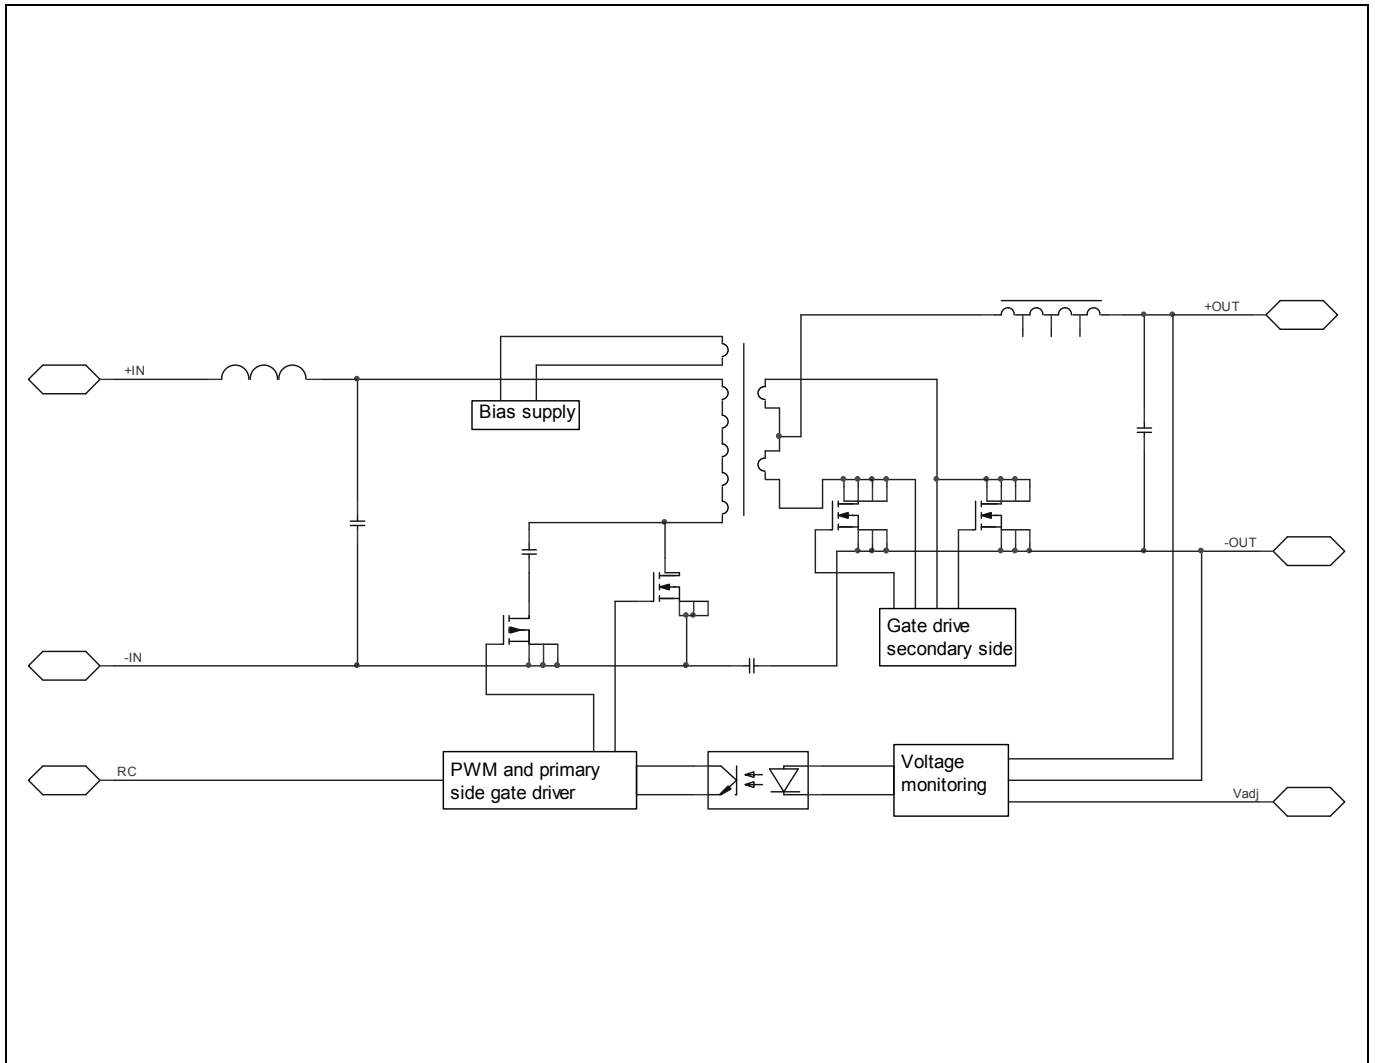 +OUT
+IN
Bias supply
-OUT
Gate drive
secondary side
-IN
RC
PWM and primary
side gate driver
Voltage
monitoring
Vadj